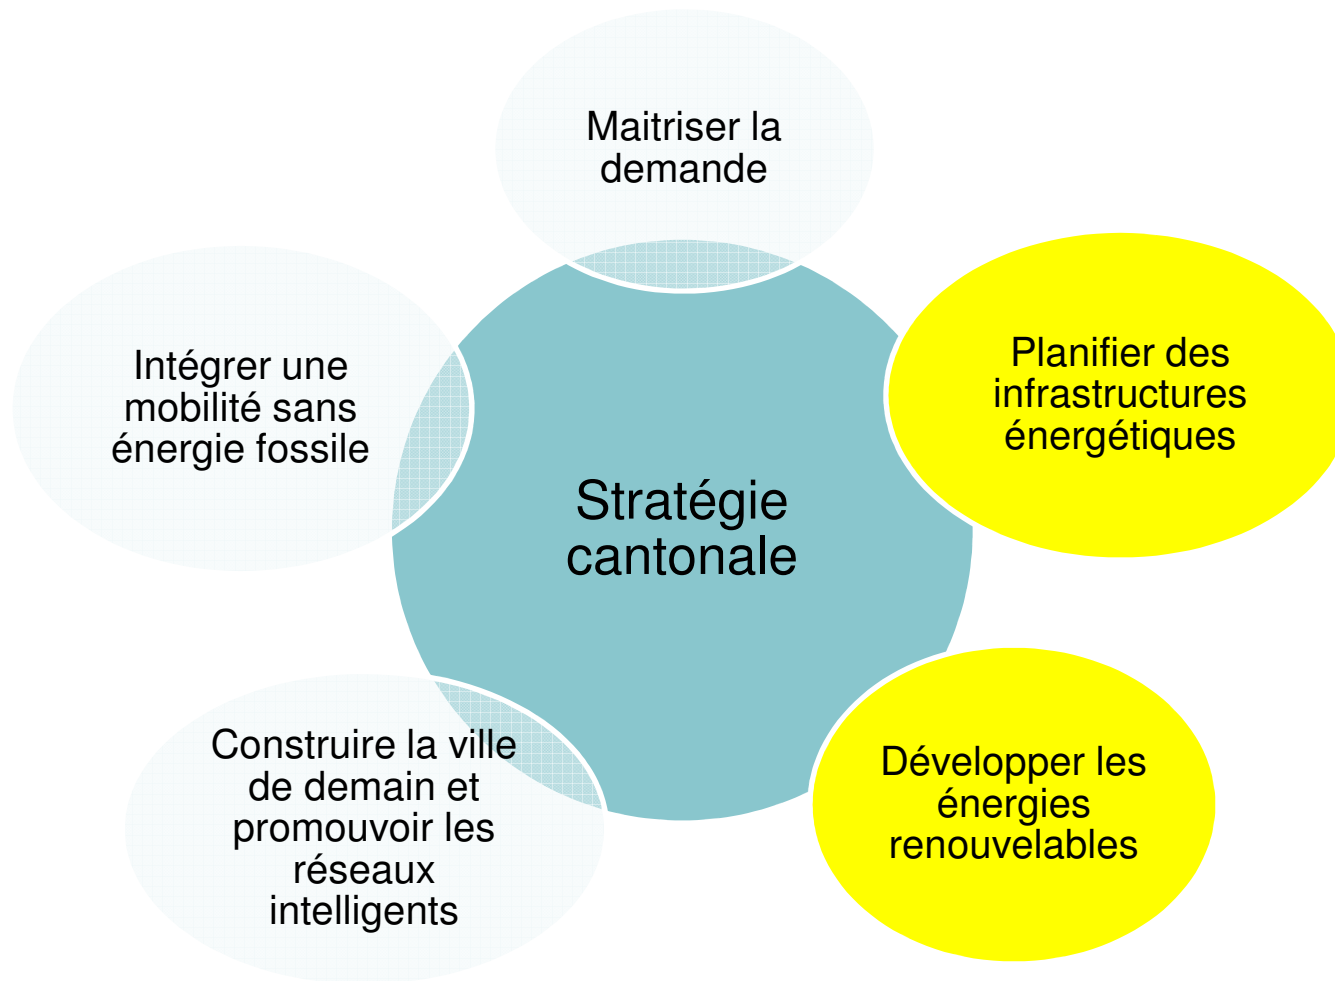 Maitriser la
demande
Planifier des
infrastructures
énergétiques
Intégrer une
mobilité sans
énergie fossile
Stratégie
cantonale
Développer les
énergies
renouvelables
Construire la ville
de demain et
promouvoir les
réseaux
intelligents